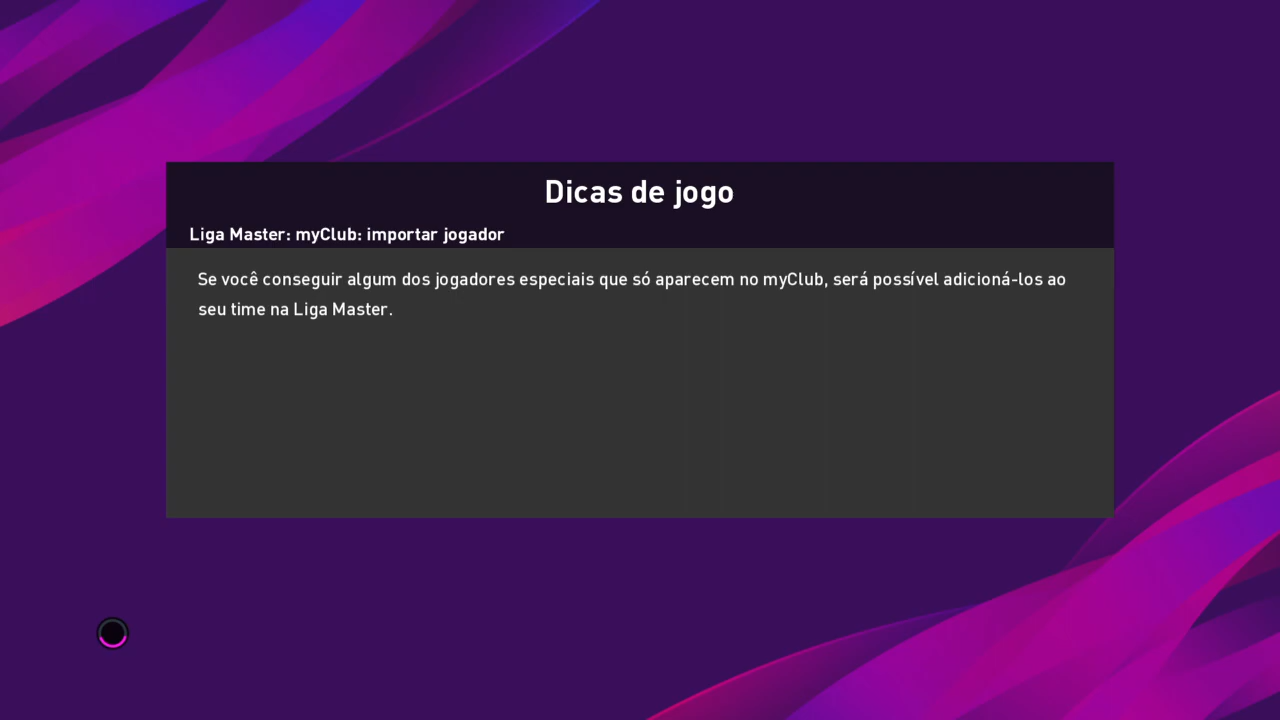 Dicas de jogo
Liga Master: myClub: importar jogador
Se você conseguir algum dos jogadores especiais que só aparecem no myClub, será possível adicioná-los ao
seu time na Liga Master.